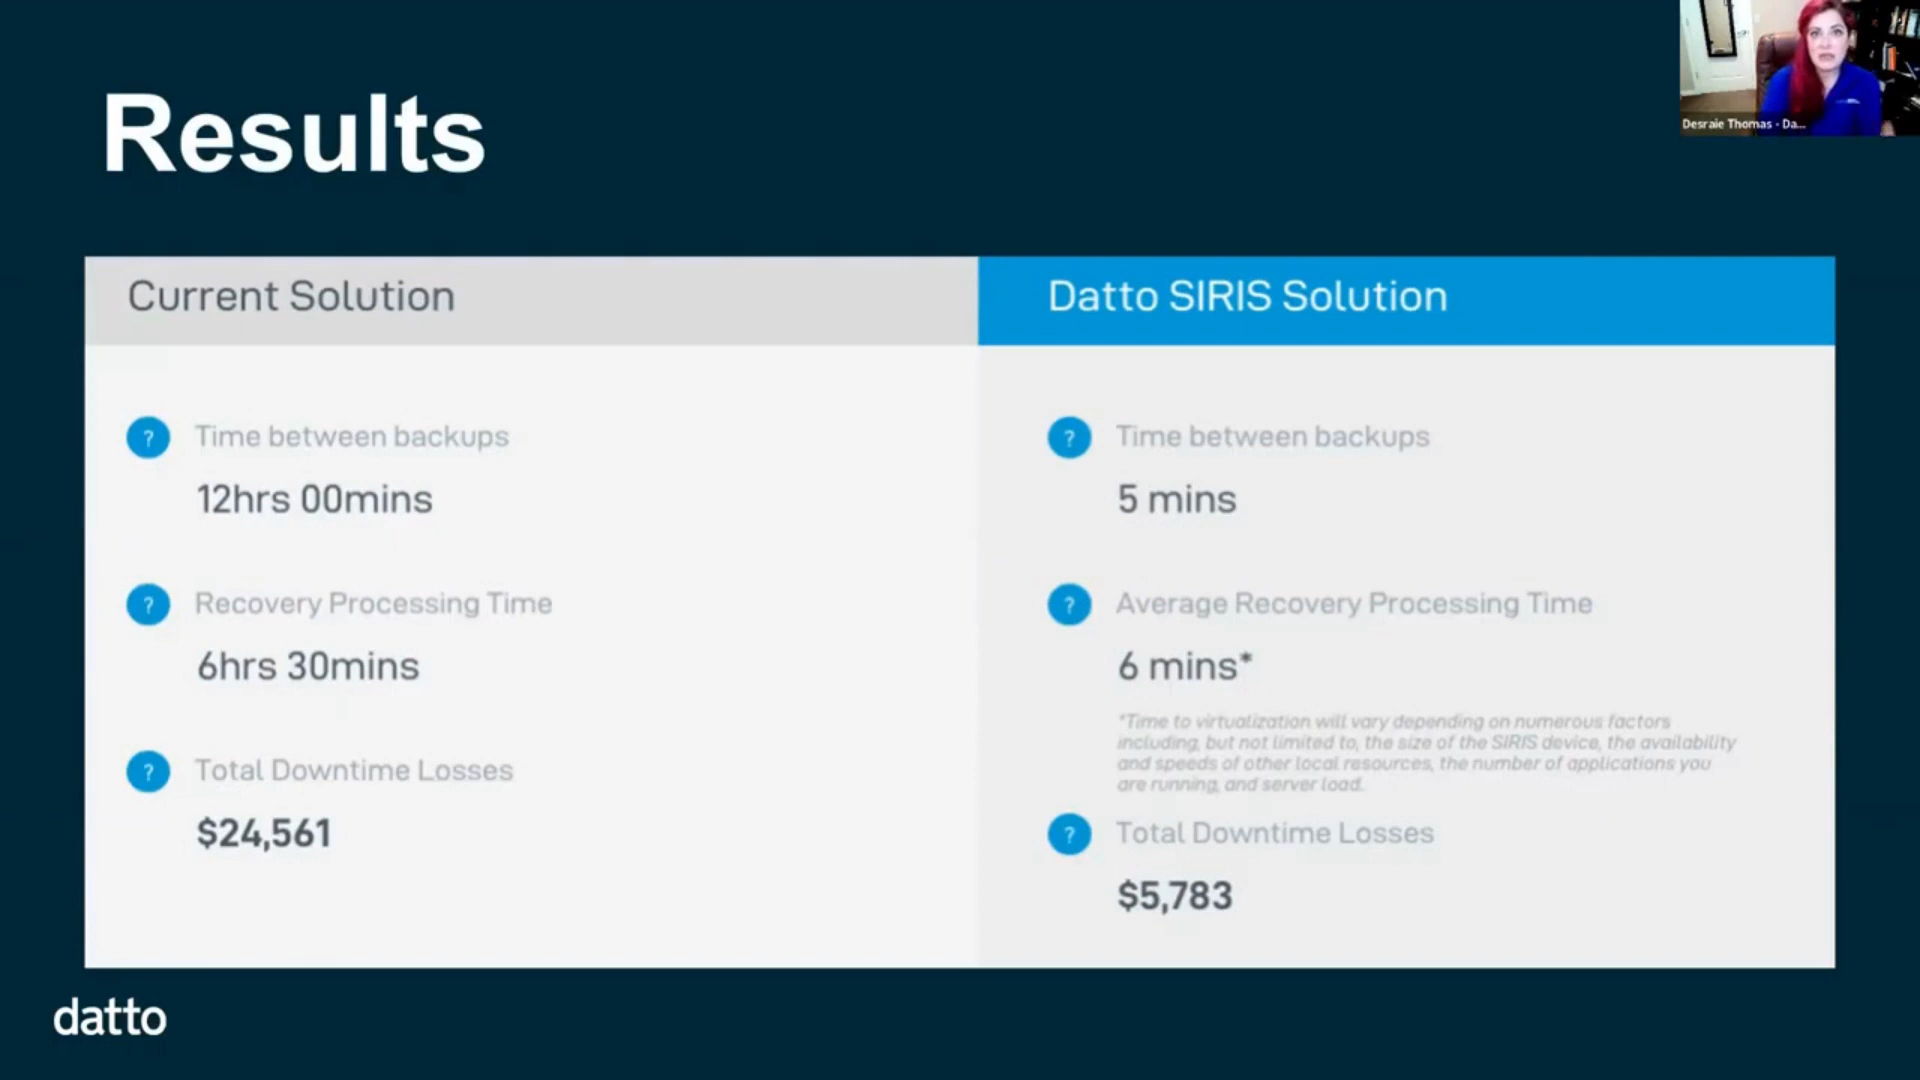 Results
Desraie Thomas - Da...
Current Solution
? Time between backups
12hrs 00mins
? Recovery Processing Time
6hrs 30mins
? Total Downtime Losses
$24,561
Datto SIRIS Solution
? Time between backups
5 mins
? Average Recovery Processing Time
6 mins*
*Time to virtualization will vary depending on numerous factors
including, but not limited to, the size of the SIRIS device, the availability
and speeds of other local resources, the number of applications you
are running, and server load.
? Total Downtime Losses
$5,783
datto